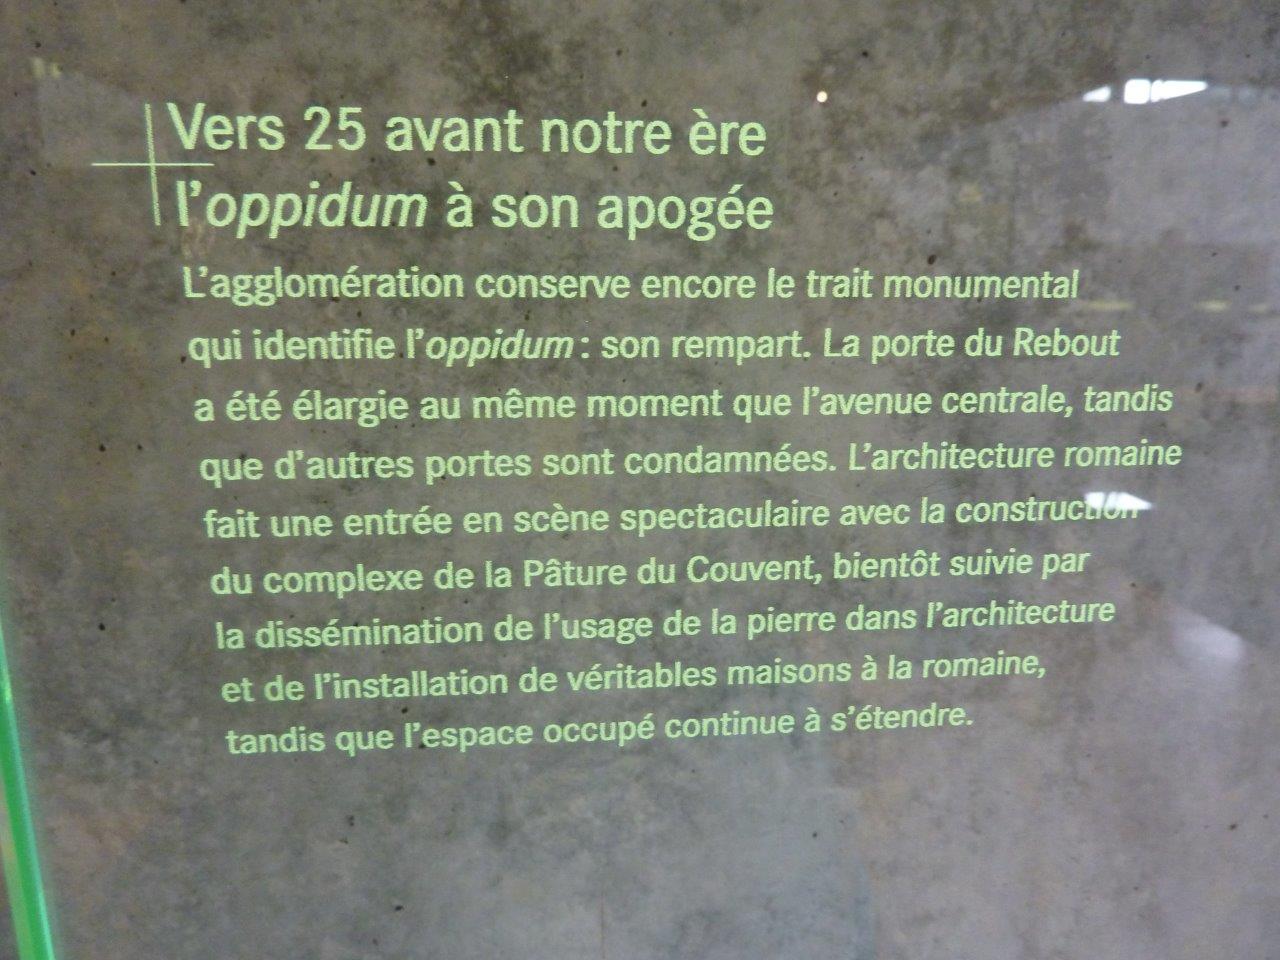 Vers 25 avant notre ère
l'oppidum à son apogée
L'agglomération conserve encore le trait monumental
qui identifie l'oppidum : son rempart. La porte du Rebout
a été élargie au même moment que l'avenue centrale, tandis
que d'autres portes sont condamnées. L'architecture romaine
fait une entrée en scène spectaculaire avec la construction
du complexe de la Pâture du Couvent, bientôt suivie par
la dissémination de l'usage de la pierre dans l'architecture
et de l'installation de véritables maisons à la romaine,
tandis que l'espace occupé continue à s'étendre.